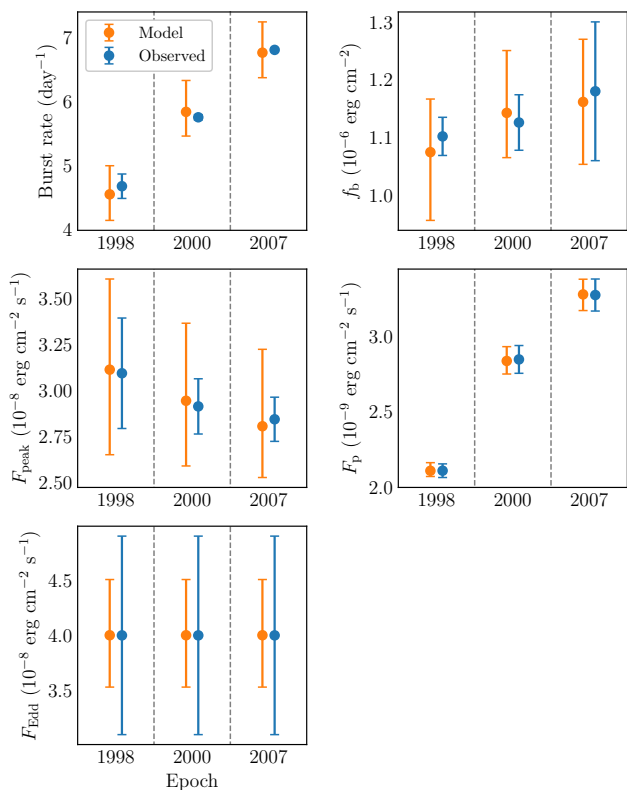 Burst rate (day⁻¹)
7
6
5
4
Model
Observed
1998 2000 2007
f_b (10⁻⁶ erg cm⁻²)
1.3
1.2
1.1
1.0
1998 2000 2007
F_peak (10⁻⁸ erg cm⁻² s⁻¹)
3.50
3.25
3.00
2.75
2.50
1998 2000 2007
F_p (10⁻⁹ erg cm⁻² s⁻¹)
3.0
2.5
2.0
1998 2000 2007
F_Edd (10⁻⁸ erg cm⁻² s⁻¹)
4.5
4.0
3.5
1998 2000 2007
Epoch